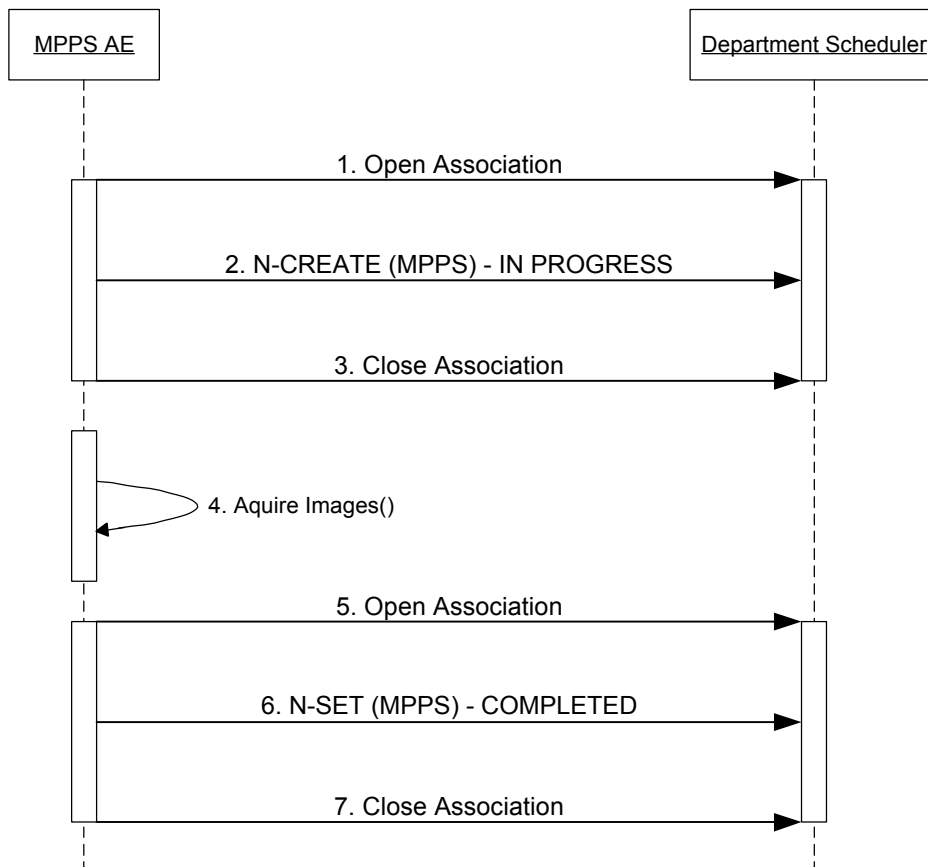 MPPS AE
Department Scheduler
1. Open Association
2. N-CREATE (MPPS) - IN PROGRESS
3. Close Association
4. Aquire Images()
5. Open Association
6. N-SET (MPPS) - COMPLETED
7. Close Association